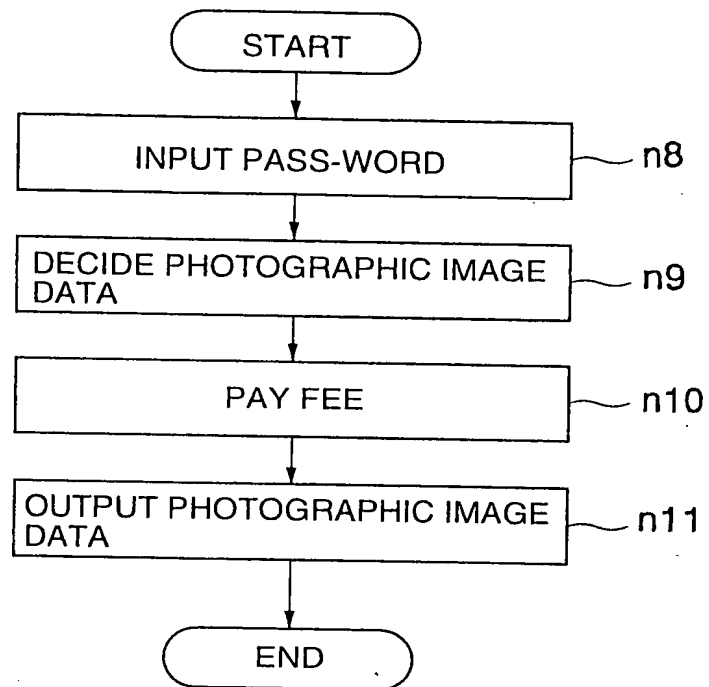 START
INPUT PASS-WORD
n8
DECIDE PHOTOGRAPHIC IMAGE
DATA
n9
PAY FEE
n10
OUTPUT PHOTOGRAPHIC IMAGE
DATA
n11
END